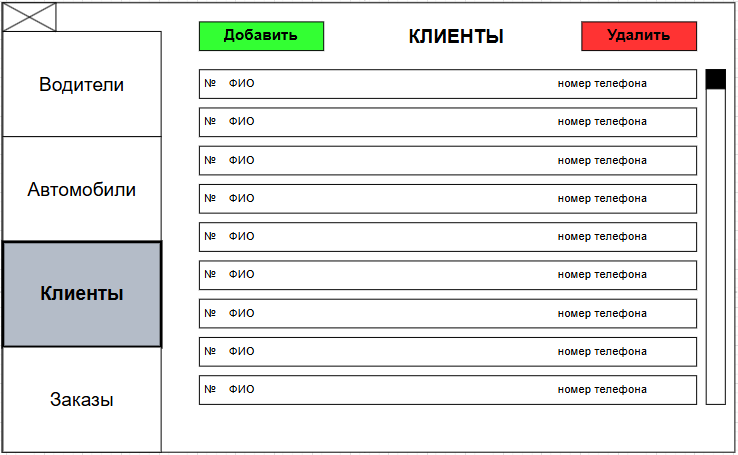 Добавить КЛИЕНТЫ Удалить
Водители
Автомобили
Клиенты
Заказы
№ ФИО номер телефона
№ ФИО номер телефона
№ ФИО номер телефона
№ ФИО номер телефона
№ ФИО номер телефона
№ ФИО номер телефона
№ ФИО номер телефона
№ ФИО номер телефона
№ ФИО номер телефона